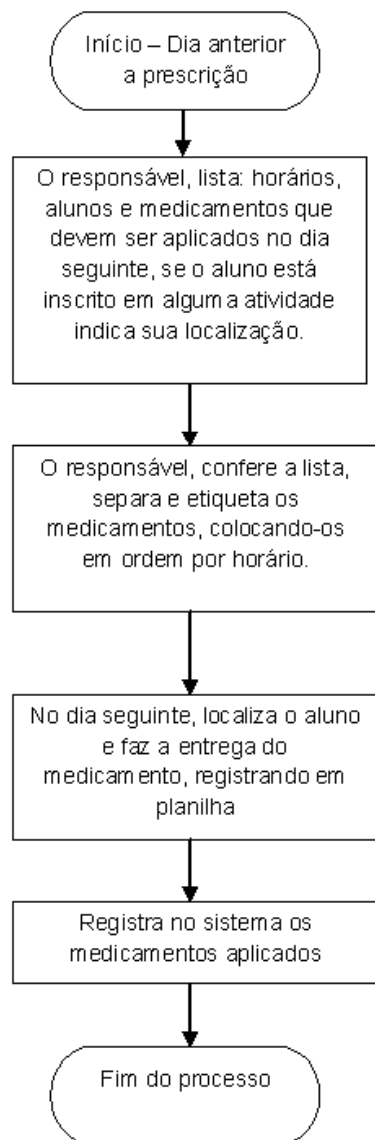 Início – Dia anterior
a prescrição
O responsável, lista: horários,
alunos e medicamentos que
devem ser aplicados no dia
seguinte, se o aluno está
inscrito em alguma atividade
indica sua localização.
O responsável, confere a lista,
separa e etiqueta os
medicamentos, colocando-os
em ordem por horário.
No dia seguinte, localiza o aluno
e faz a entrega do
medicamento, registrando em
planilha
Registra no sistema os
medicamentos aplicados
Fim do processo